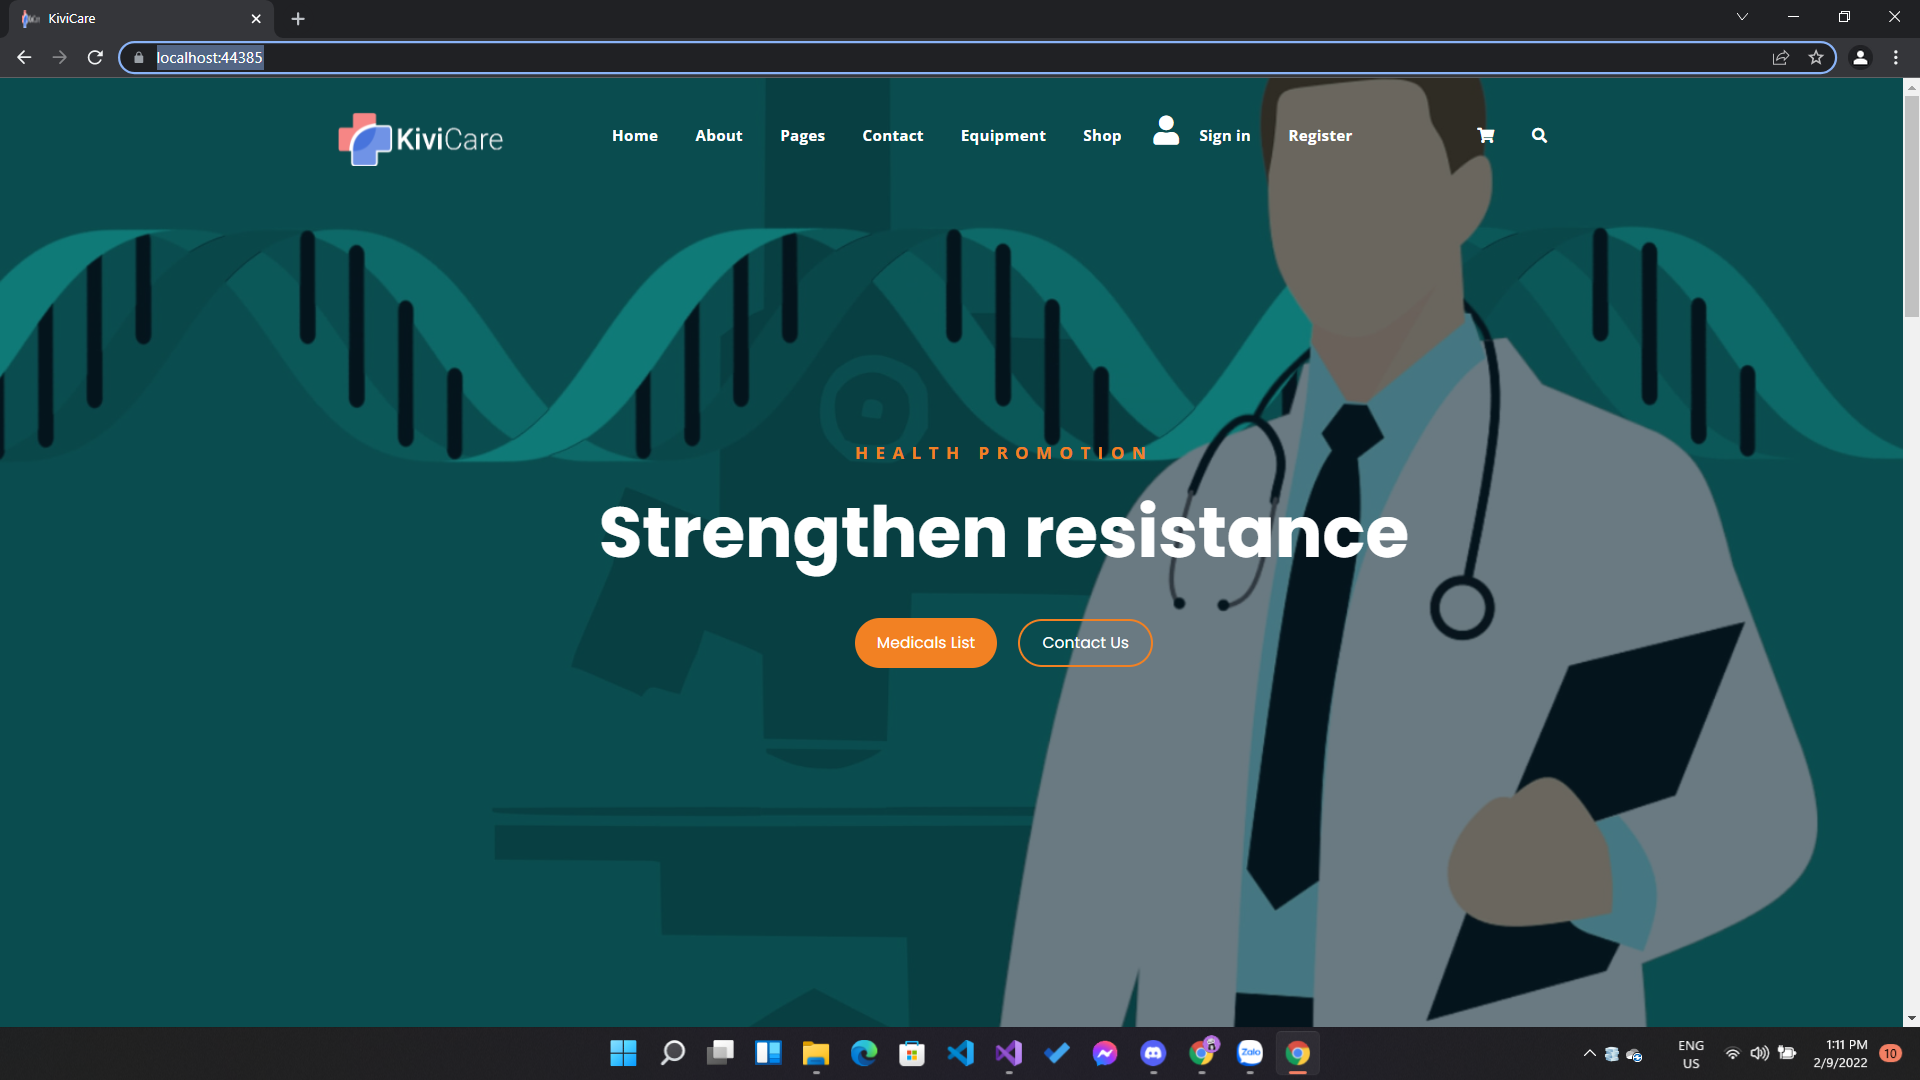 KiviCare
localhost:44385
KiviCare
Home About Pages Contact Equipment Shop Sign in Register
HEALTH PROMOTION
Strengthen resistance
Medicals List Contact Us
Zalo
ENG
US
1:11 PM
2/9/2022
10